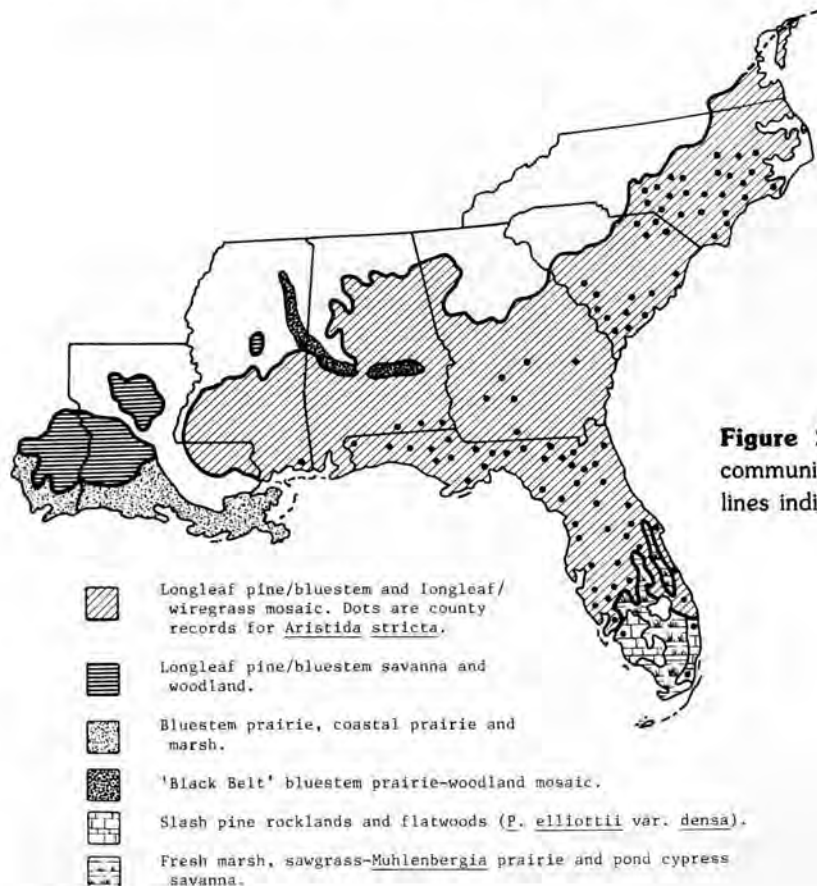 Figure
communi
lines indi
Longleaf pine/bluestem and longleaf/
wiregrass mosaic. Dots are county
records for Aristida stricta.
Longleaf pine/bluestem savanna and
woodland.
Bluestem prairie, coastal prairie and
marsh.
'Black Belt' bluestem prairie-woodland mosaic.
Slash pine rocklands and flatwoods (P. elliottii var. densa).
Fresh marsh, sawgrass-Muhlenbergia prairie and pond cypress
savanna.